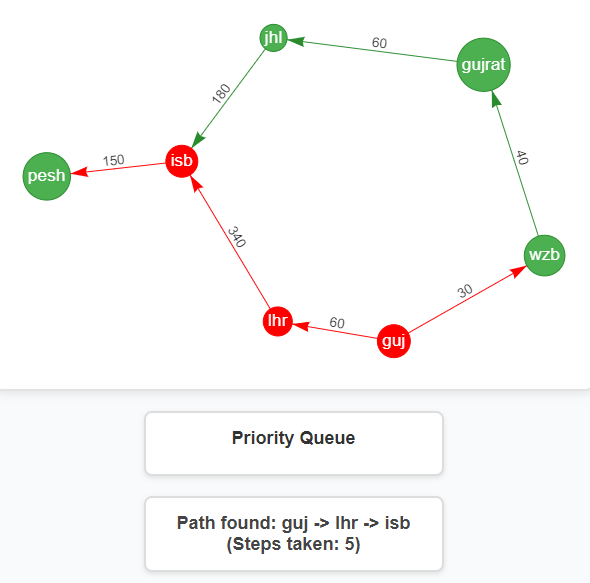 jhl
60
gujrat
180
isb
150
pesh
40
340
wzb
30
lhr
60
guj
Priority Queue
Path found: guj -> lhr -> isb
(Steps taken: 5)